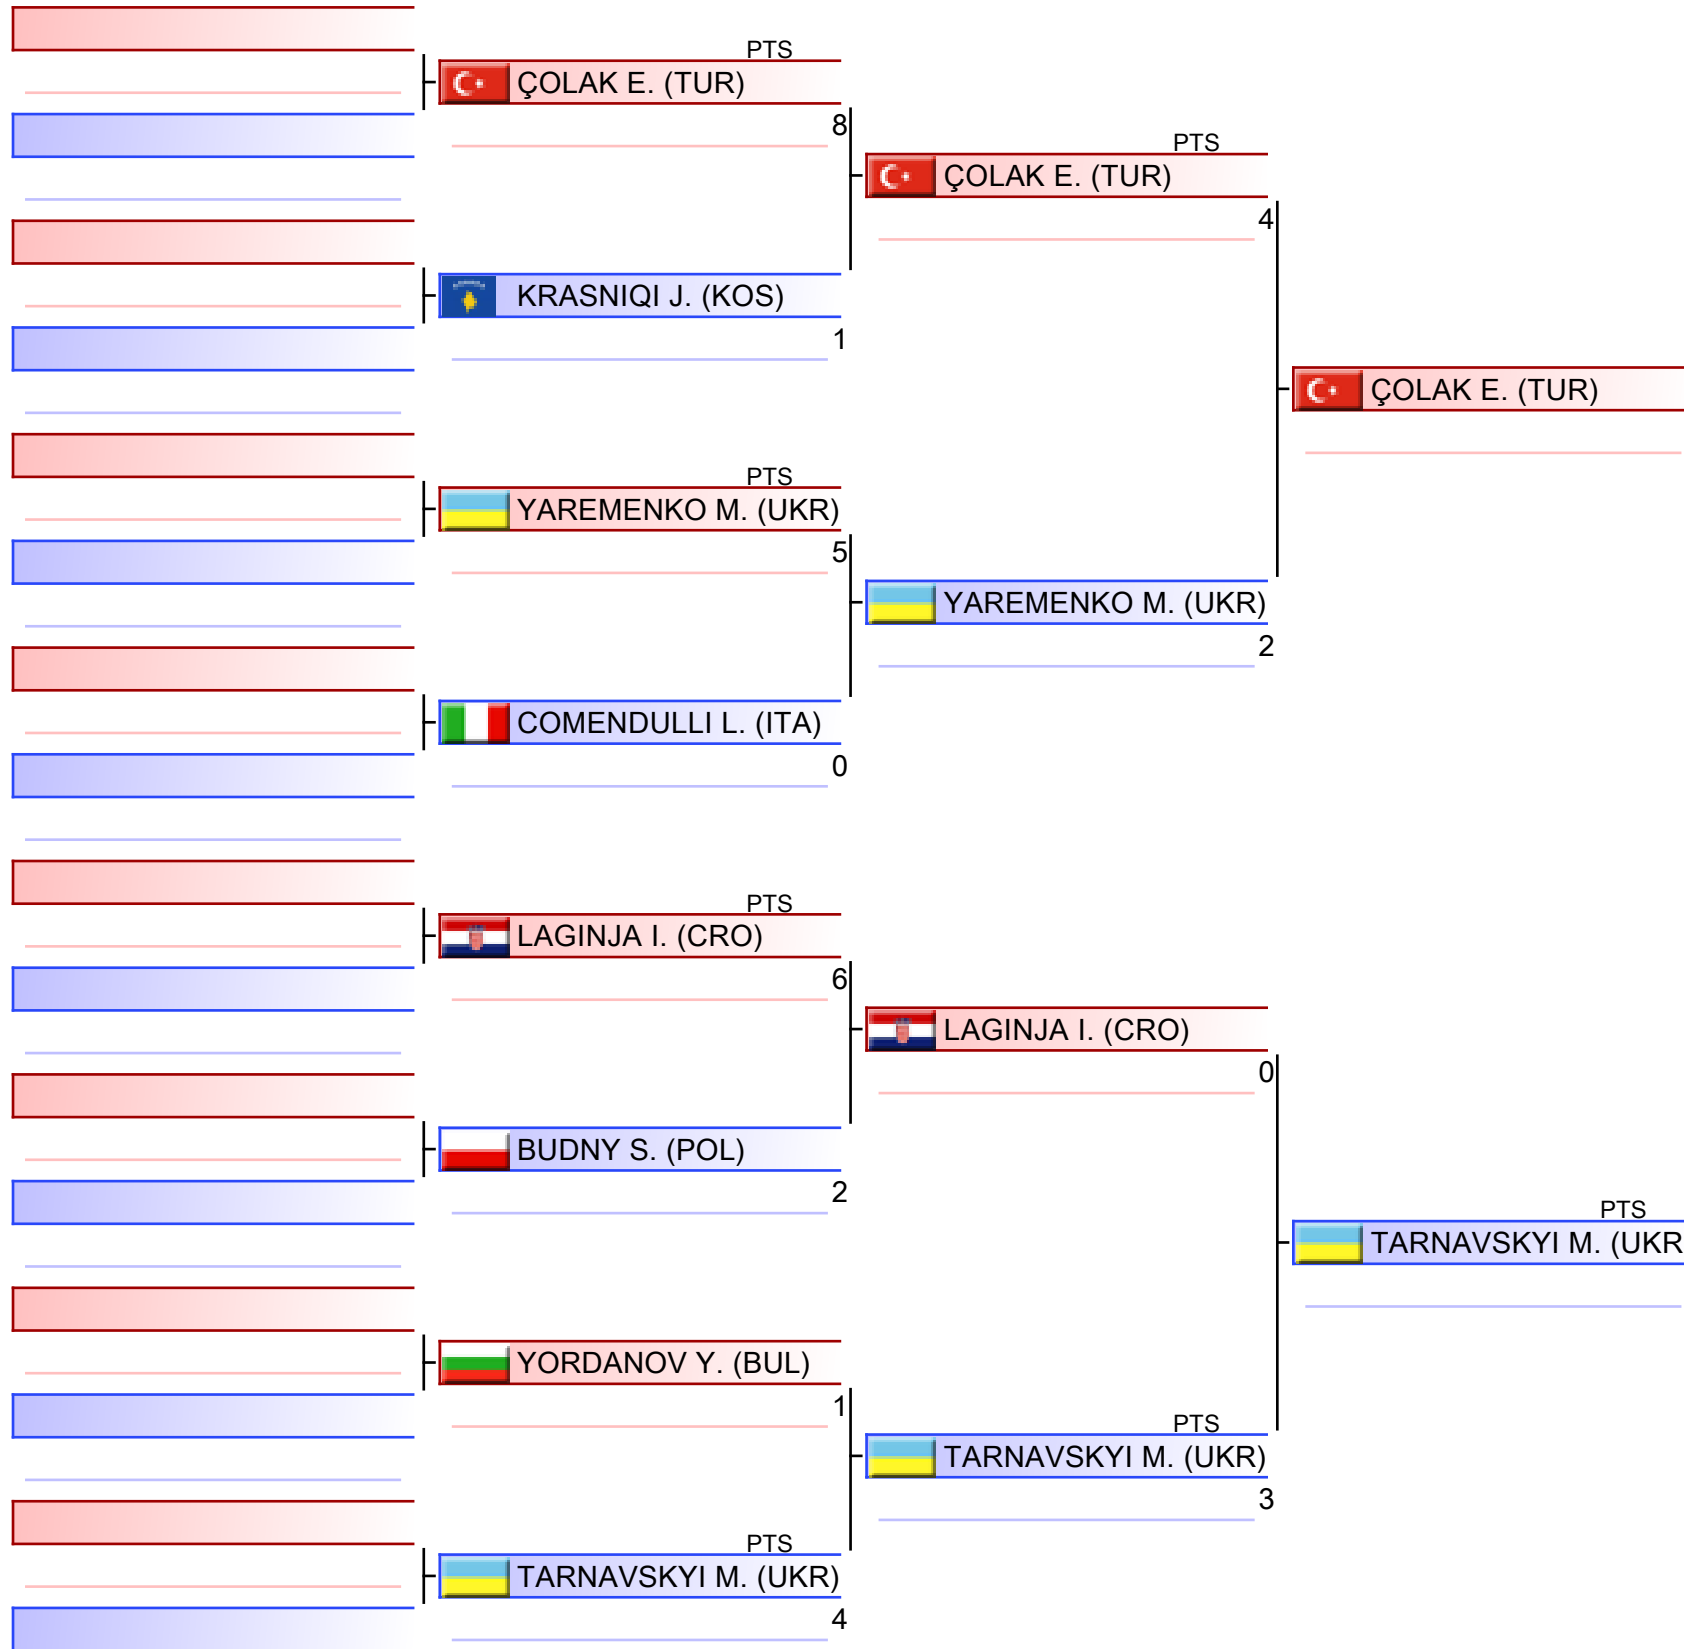 PTS
ÇOLAK E. (TUR)
8
KRASNIQI J. (KOS)
1
PTS
YAREMENKO M. (UKR)
5
COMENDULLI L. (ITA)
0
PTS
LAGINJA I. (CRO)
6
BUDNY S. (POL)
2
YORDANOV Y. (BUL)
1
PTS
TARNAVSKYI M. (UKR)
4
PTS
ÇOLAK E. (TUR)
4
YAREMENKO M. (UKR)
2
LAGINJA I. (CRO)
0
PTS
TARNAVSKYI M. (UKR)
3
ÇOLAK E. (TUR)
PTS
TARNAVSKYI M. (UKR